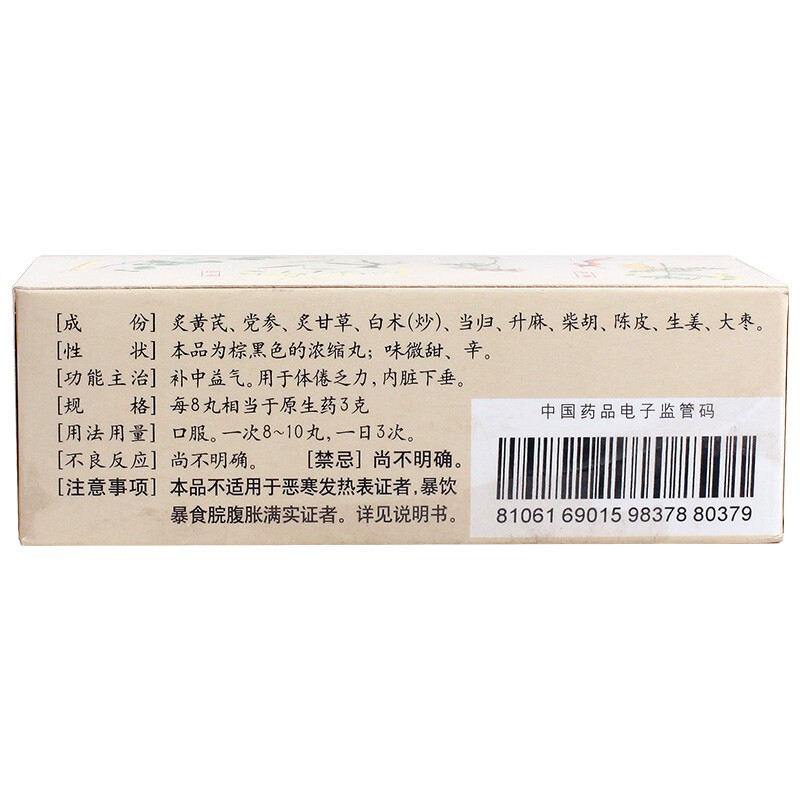 [成 份] 炙黄芪、党参、炙甘草、白术(炒)、当归、升麻、柴胡、陈皮、生姜、大枣。
[性 状] 本品为棕黑色的浓缩丸；味微甜、辛。
[功能主治] 补中益气。用于体倦乏力，内脏下垂。
[规 格] 每8丸相当于原生药3克
[用法用量] 口服。一次8~10丸，一日3次。
[不良反应] 尚不明确。 [禁忌] 尚不明确。
[注意事项] 本品不适用于恶寒发热表证者，暴饮
暴食脘腹胀满实证者。详见说明书。
中国药品电子监管码
81061 69015 98378 80379